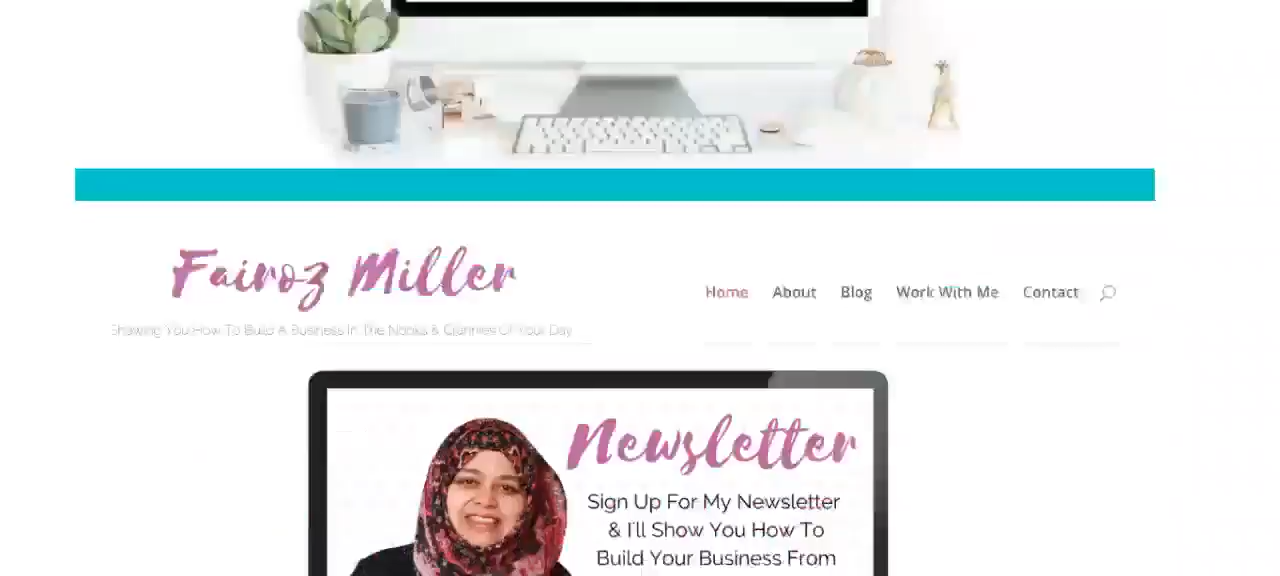 Fairoz Miller
Showing You How To Build A Business In The Nooks & Crannies Of Your Day
Home About Blog Work With Me Contact
Newsletter
Sign Up For My Newsletter
& I'll Show You How To
Build Your Business From